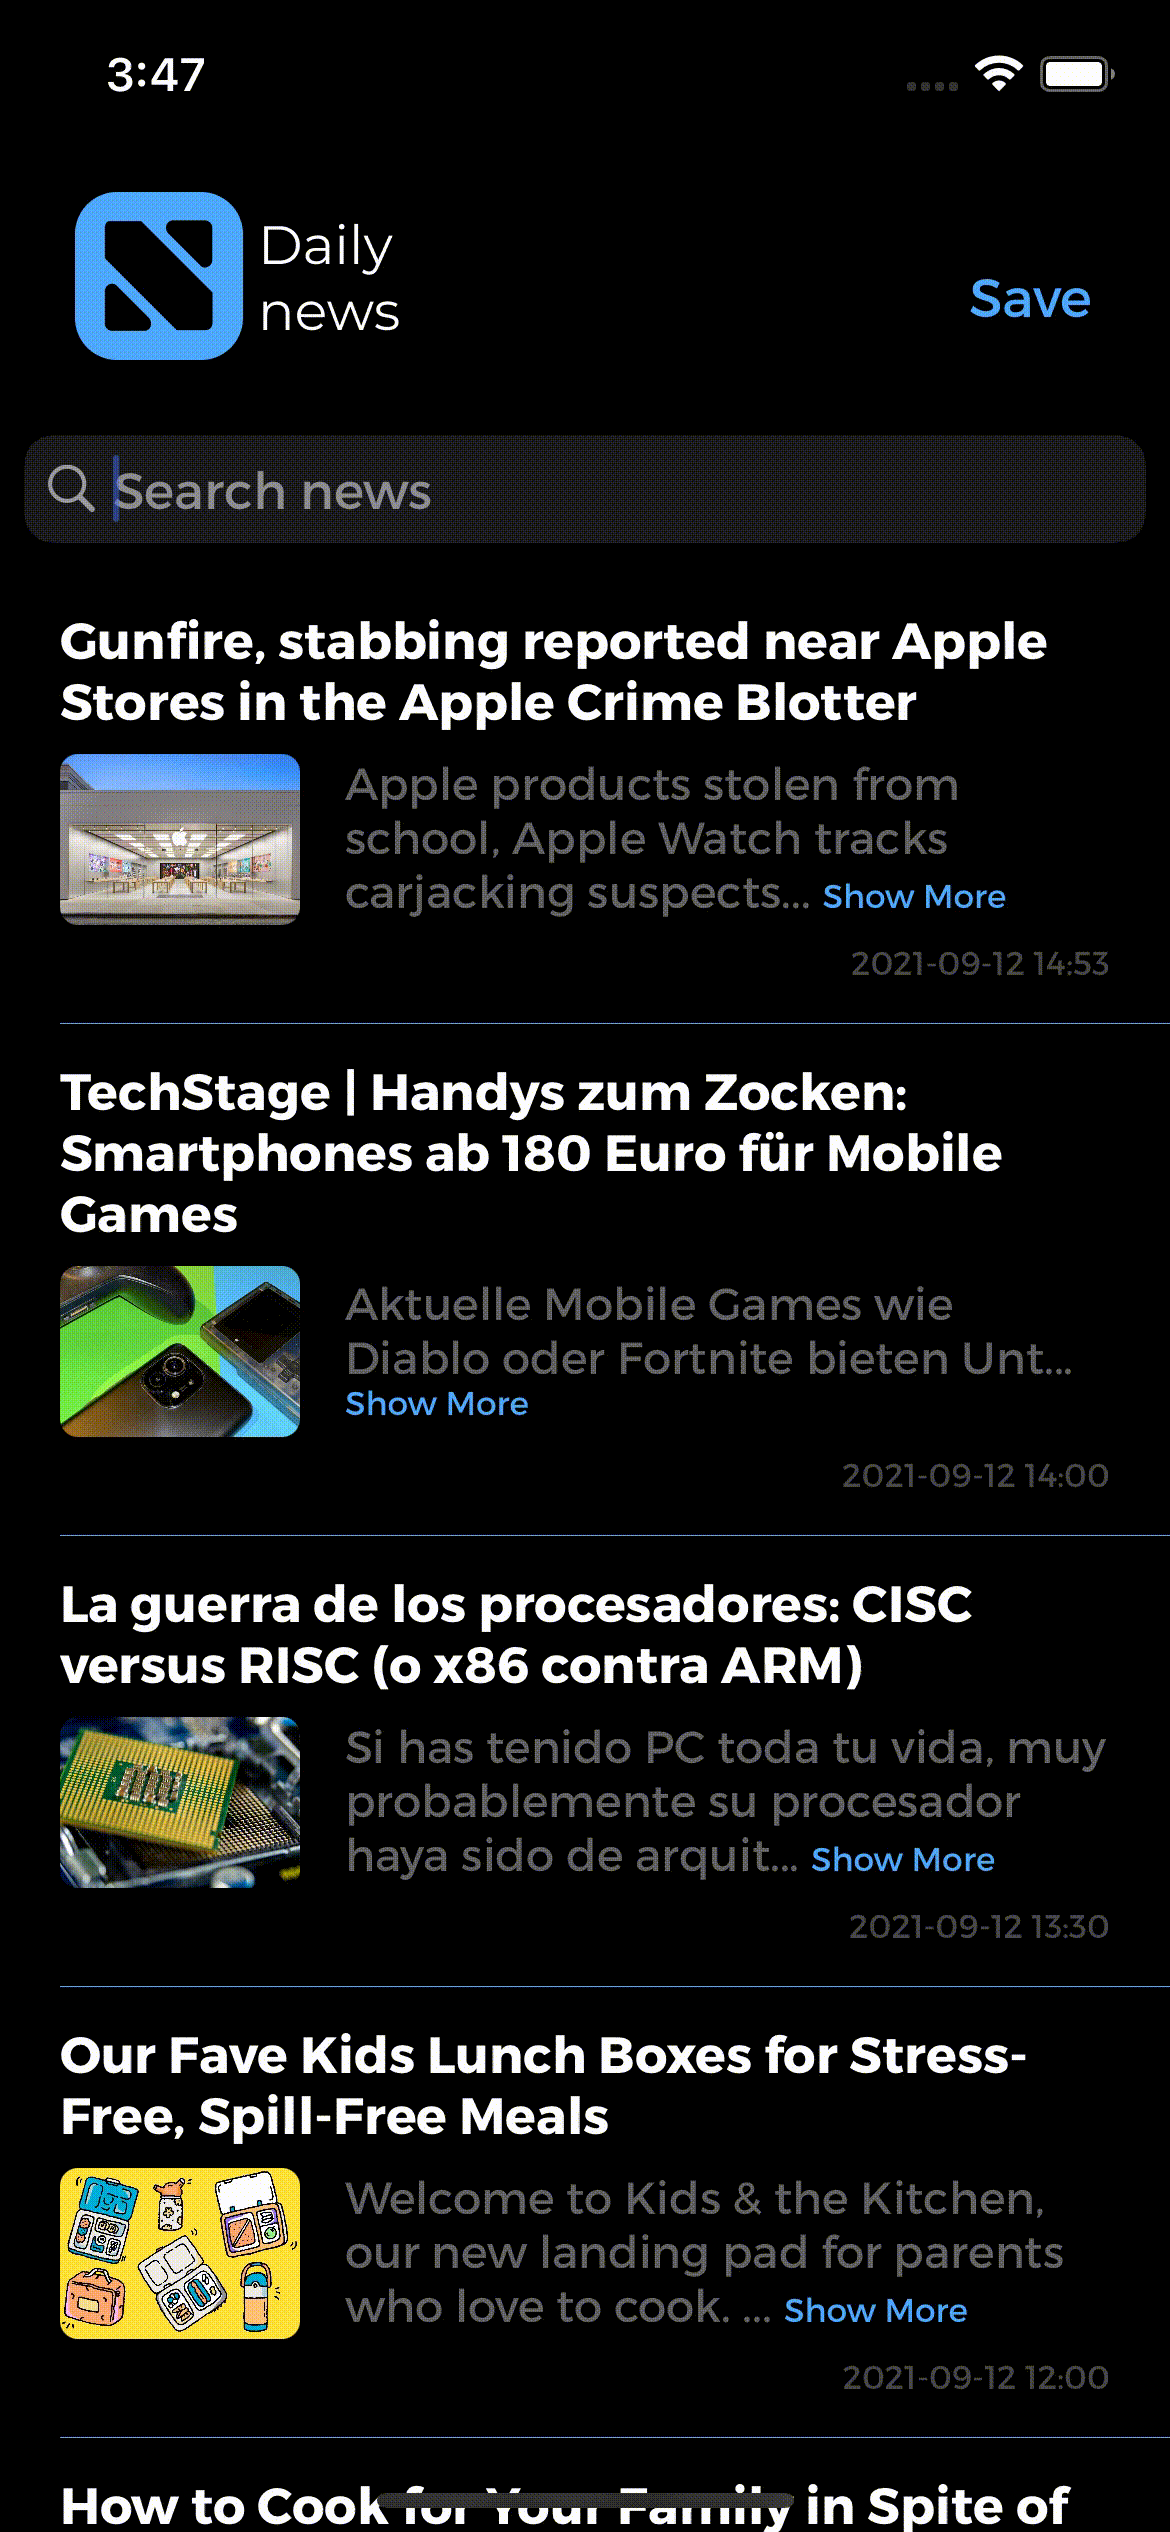 3:47
Daily
news
Save
Search news
Gunfire, stabbing reported near Apple
Stores in the Apple Crime Blotter
Apple products stolen from
school, Apple Watch tracks
carjacking suspects... Show More
2021-09-12 14:53
TechStage | Handys zum Zocken:
Smartphones ab 180 Euro für Mobile
Games
Aktuelle Mobile Games wie
Diablo oder Fortnite bieten Unt...
Show More
2021-09-12 14:00
La guerra de los procesadores: CISC
versus RISC (o x86 contra ARM)
Si has tenido PC toda tu vida, muy
probablemente su procesador
haya sido de arquit... Show More
2021-09-12 13:30
Our Fave Kids Lunch Boxes for Stress-
Free, Spill-Free Meals
Welcome to Kids & the Kitchen,
our new landing pad for parents
who love to cook. ... Show More
2021-09-12 12:00
How to Cook for Your Family in Spite of